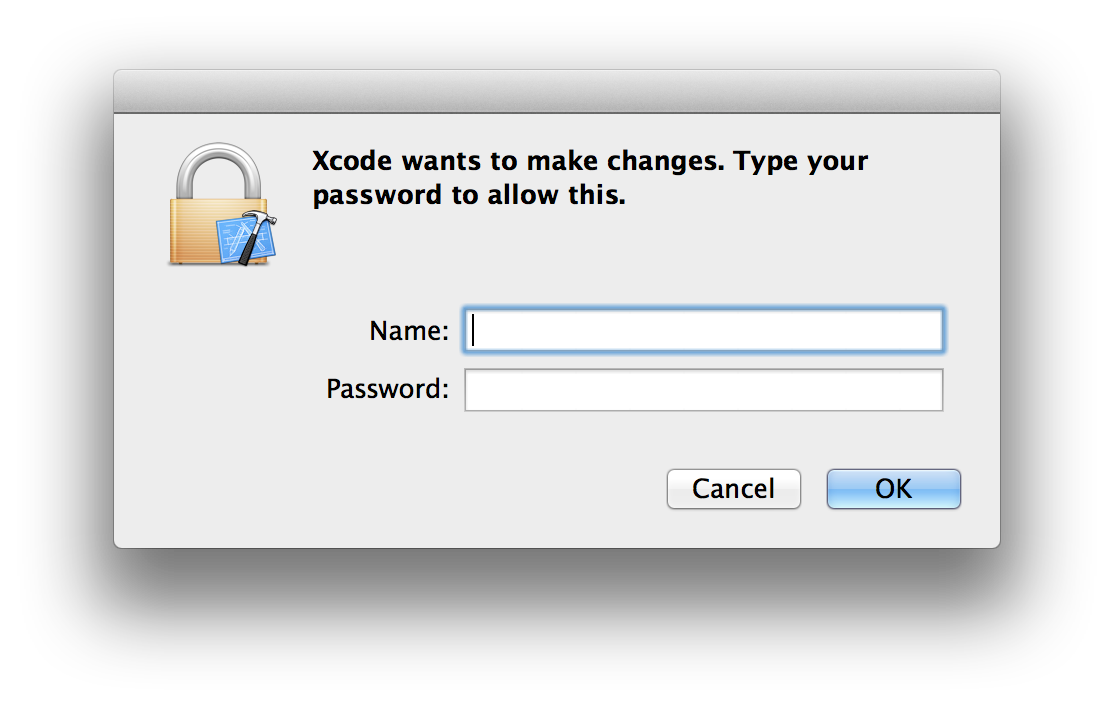 Xcode wants to make changes. Type your
password to allow this.
Name:
Password:
Cancel
OK